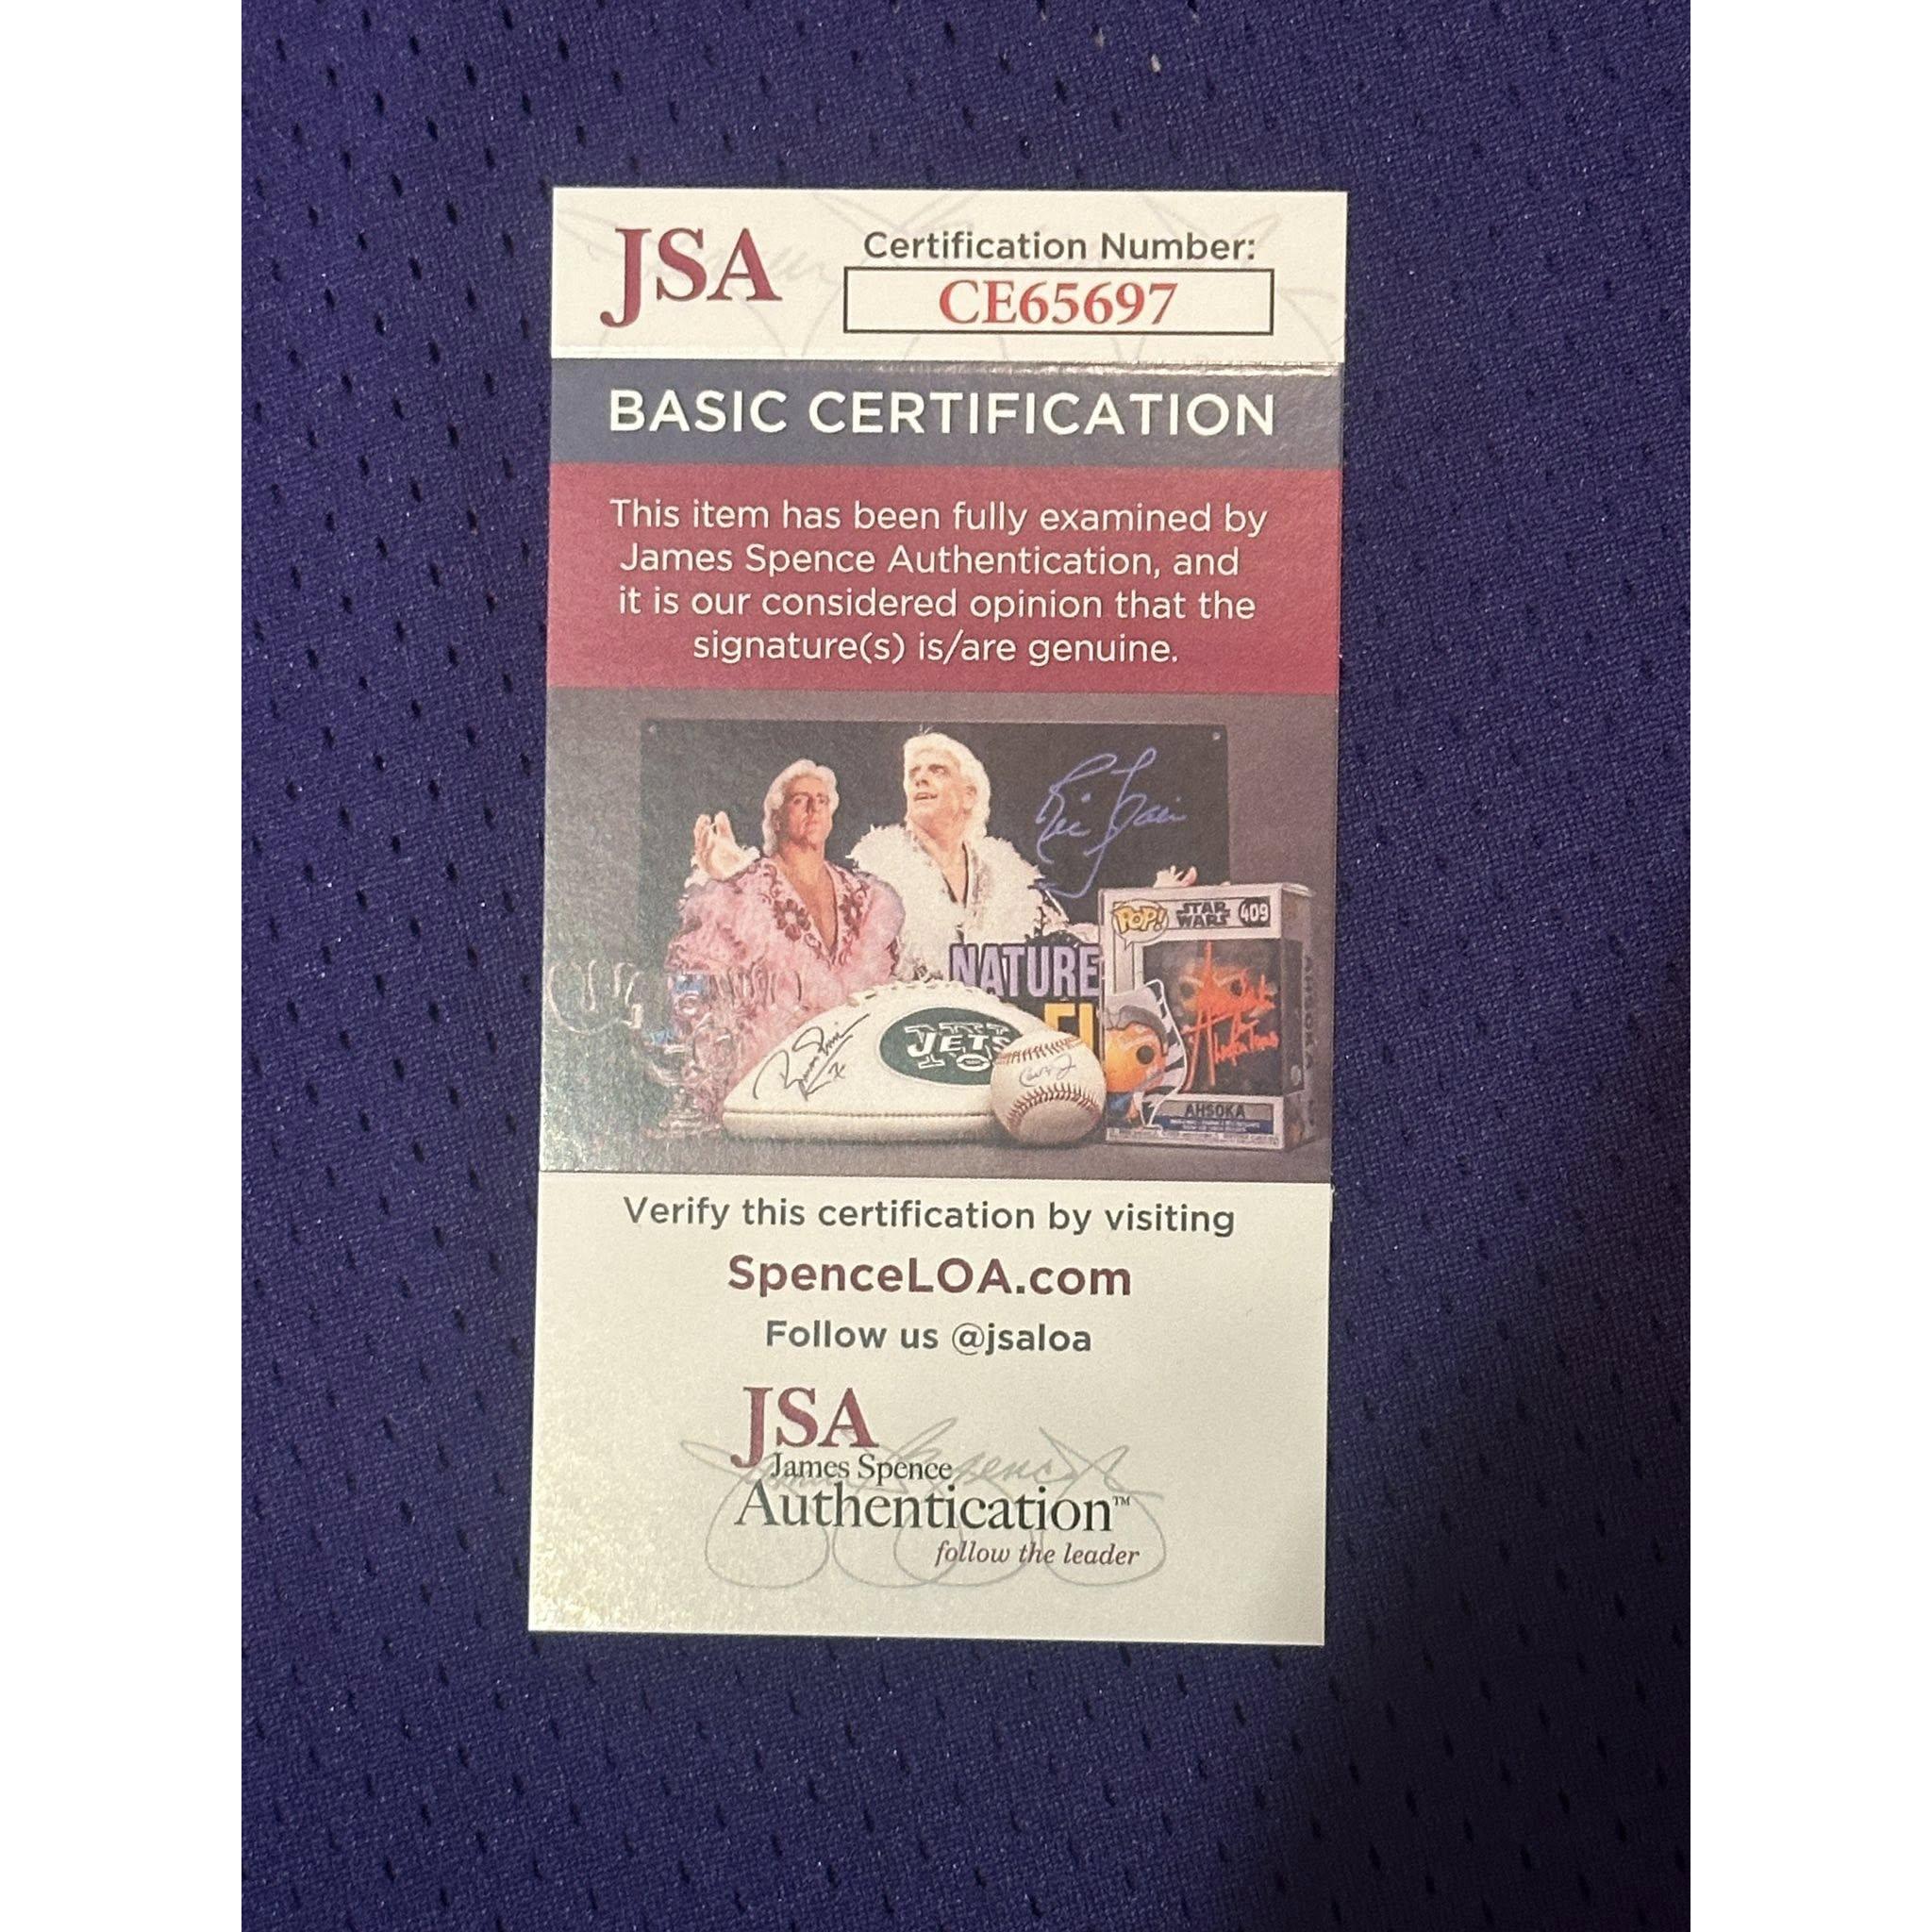 JSA
Certification Number:
CE65697
BASIC CERTIFICATION
This item has been fully examined by
James Spence Authentication, and
it is our considered opinion that the
signature(s) is/are genuine.
Ric Flair
POP!
STAR
WARS
409
NATURE
JETS
AHSOKA
Verify this certification by visiting
SpenceLOA.com
Follow us @jsaloa
JSA
James Spence
Authentication™
follow the leader